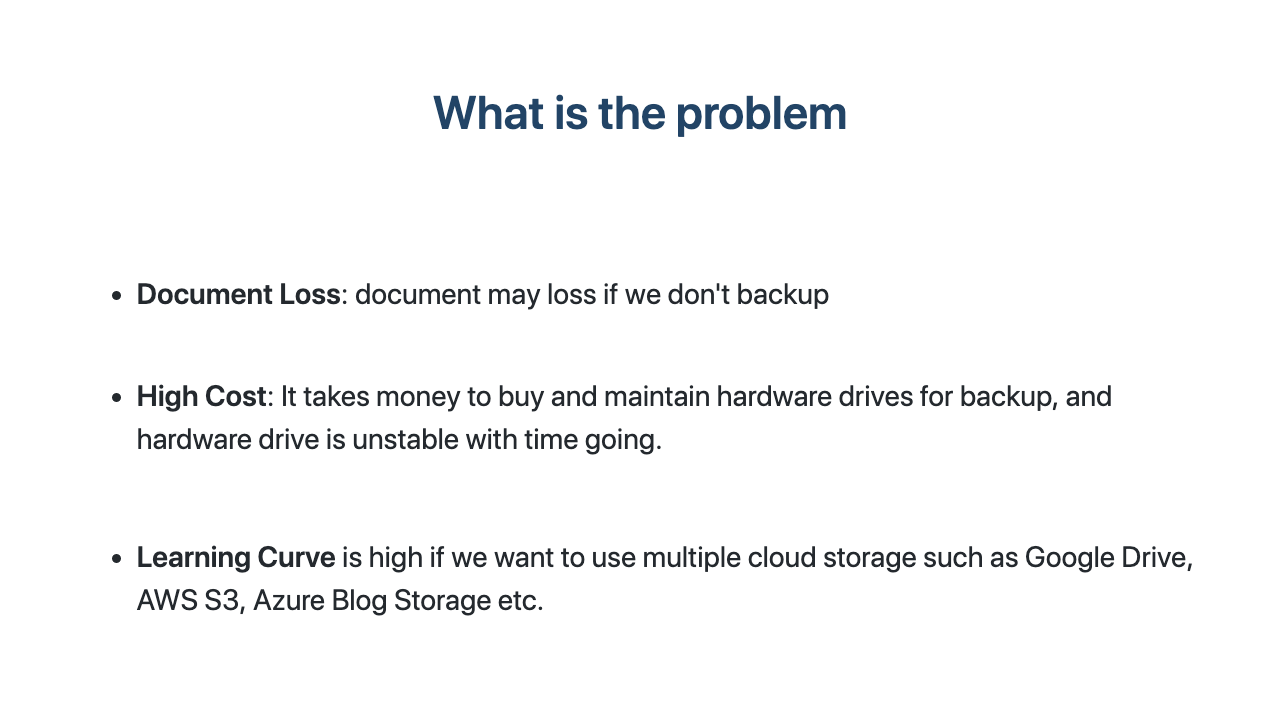 What is the problem
• Document Loss: document may loss if we don't backup
• High Cost: It takes money to buy and maintain hardware drives for backup, and
hardware drive is unstable with time going.
• Learning Curve is high if we want to use multiple cloud storage such as Google Drive,
AWS S3, Azure Blog Storage etc.